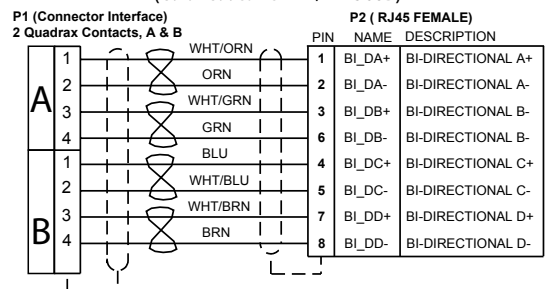 P1 (Connector Interface)
2 Quadrax Contacts, A & B
P2 ( RJ45 FEMALE)
PIN NAME DESCRIPTION
A
1 WHT/ORN 1 BI_DA+ BI-DIRECTIONAL A+
2 ORN 2 BI_DA- BI-DIRECTIONAL A-
3 WHT/GRN 3 BI_DB+ BI-DIRECTIONAL B-
4 GRN 6 BI_DB- BI-DIRECTIONAL B-
B
1 BLU 4 BI_DC+ BI-DIRECTIONAL C+
2 WHT/BLU 5 BI_DC- BI-DIRECTIONAL C-
3 WHT/BRN 7 BI_DD+ BI-DIRECTIONAL D+
4 BRN 8 BI_DD- BI-DIRECTIONAL D-